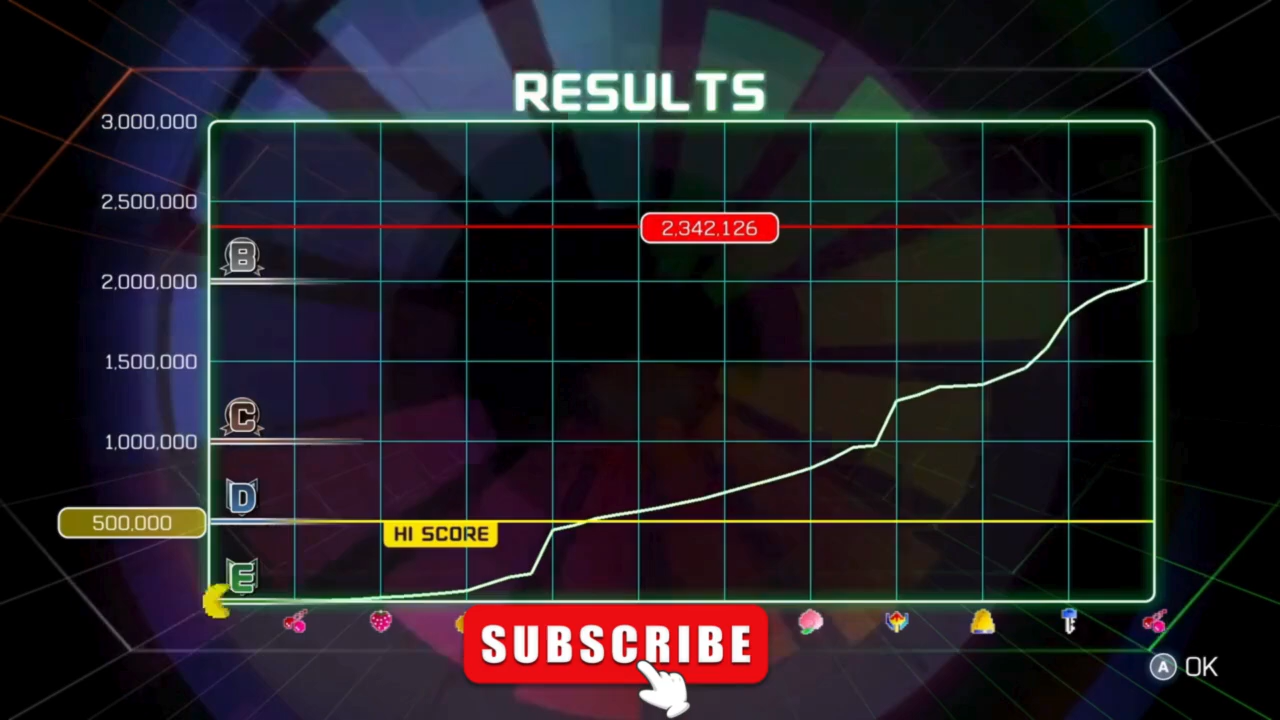 RESULTS
3,000,000
2,500,000
2,342,126
B
2,000,000
1,500,000
C
1,000,000
D
500.000
HI SCORE
E
SUBSCRIBE
A OK